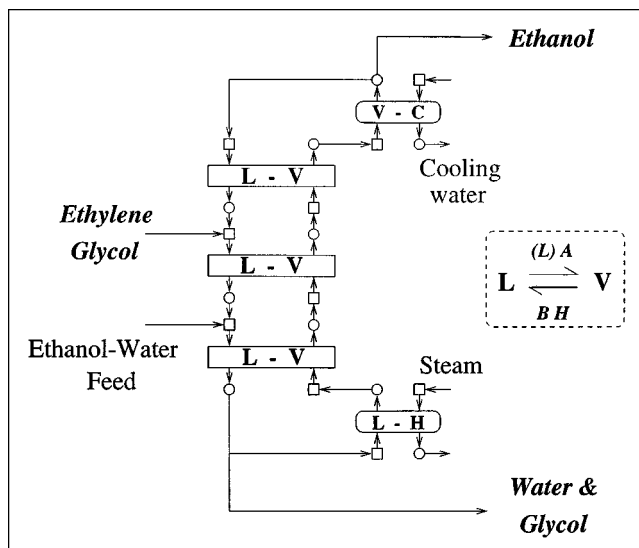 Ethanol
V - C
Cooling
water
L - V
Ethylene
Glycol
L - V
(L) A
L V
B H
Ethanol-Water
Feed
L - V
Steam
L - H
Water &
Glycol